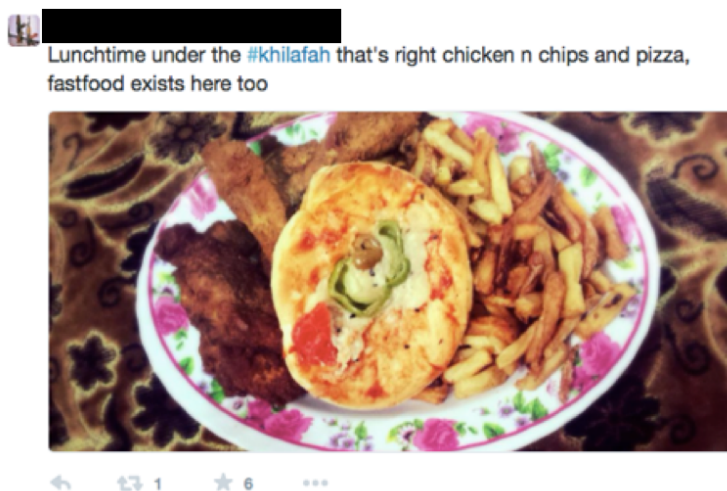 Lunchtime under the #khilafah that's right chicken n chips and pizza,
fastfood exists here too
1 6